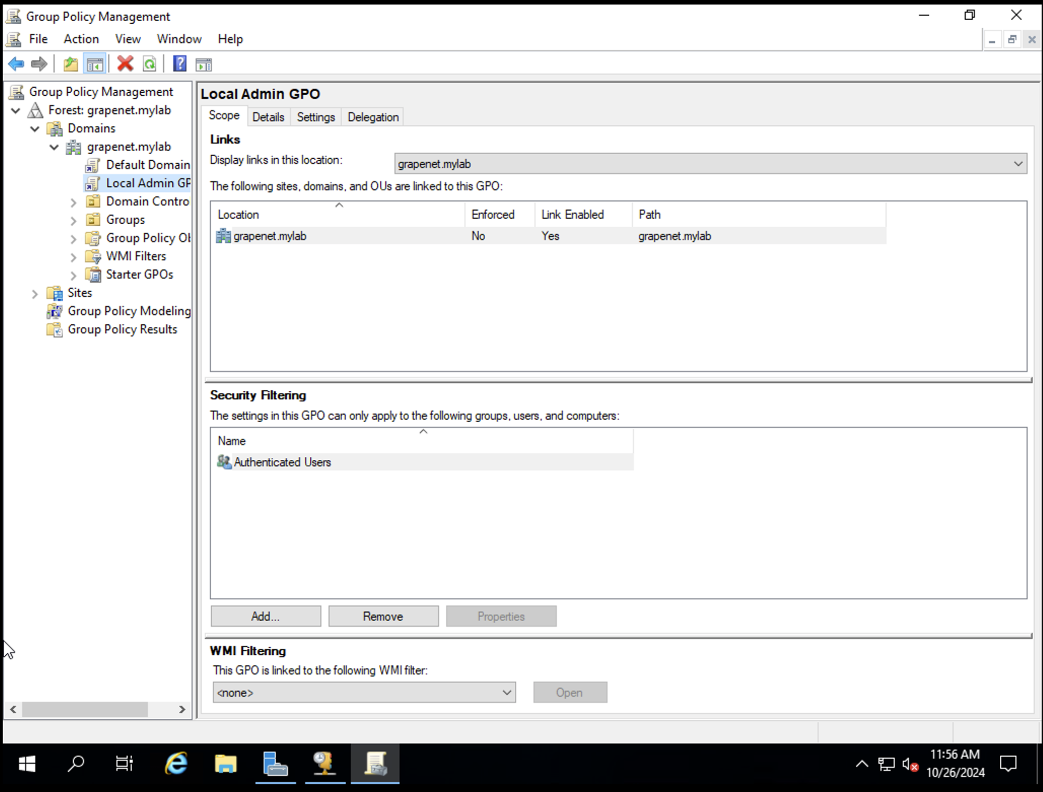 Group Policy Management
File Action View Window Help
Group Policy Management
Forest: grapenet.mylab
Domains
grapenet.mylab
Default Domain
Local Admin GP
Domain Contro
Groups
Group Policy Ob
WMI Filters
Starter GPOs
Sites
Group Policy Modeling
Group Policy Results
Local Admin GPO
Scope Details Settings Delegation
Links
Display links in this location: grapenet.mylab
The following sites, domains, and OUs are linked to this GPO:
Location Enforced Link Enabled Path
grapenet.mylab No Yes grapenet.mylab
Security Filtering
The settings in this GPO can only apply to the following groups, users, and computers:
Name
Authenticated Users
Add... Remove Properties
WMI Filtering
This GPO is linked to the following WMI filter:
<none> Open
11:56 AM
10/26/2024